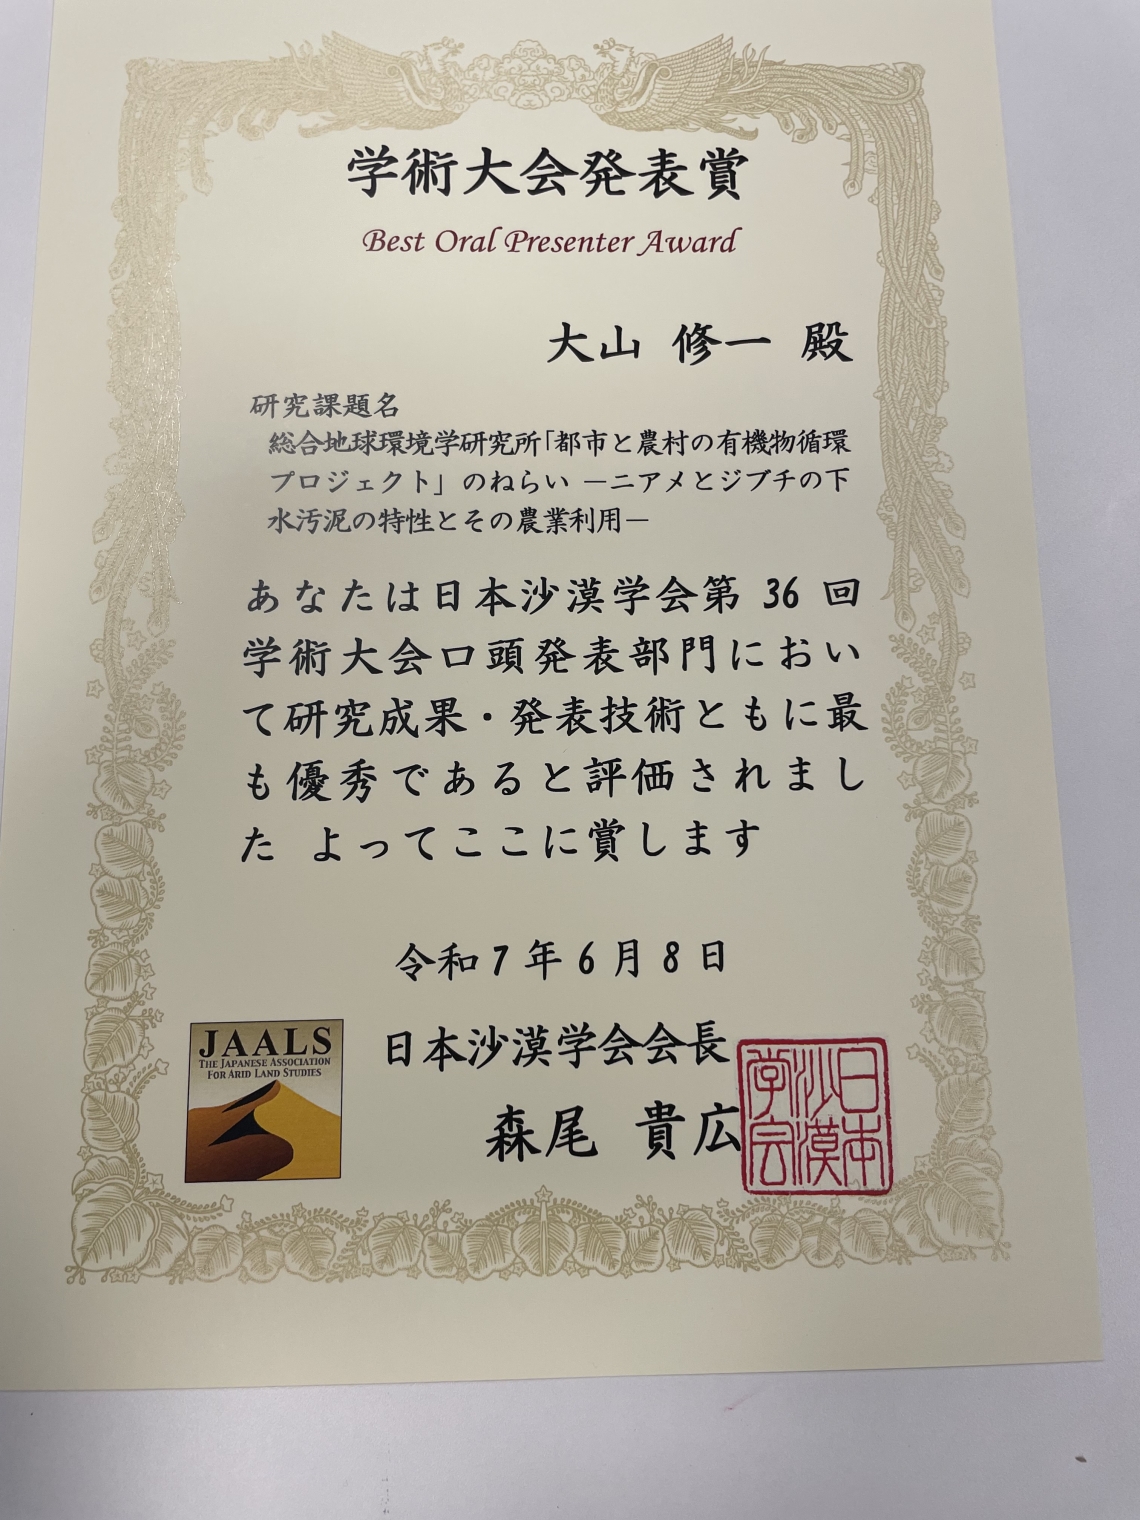 学術大会発表賞
Best Oral Presenter Award
大山 修一 殿
研究課題名
総合地球環境学研究所「都市と農村の有機物循環
プロジェクト」のねらい ―ニアメとジブチの下
水汚泥の特性とその農業利用―
あなたは日本沙漠学会第 36 回
学術大会口頭発表部門におい
て研究成果・発表技術ともに最
も優秀であると評価されまし
た よってここに賞します
令和7年6月8日
日本沙漠学会会長
森尾 貴広
日本
沙漠
学会
JAALS
THE JAPANESE ASSOCIATION
FOR ARID LAND STUDIES